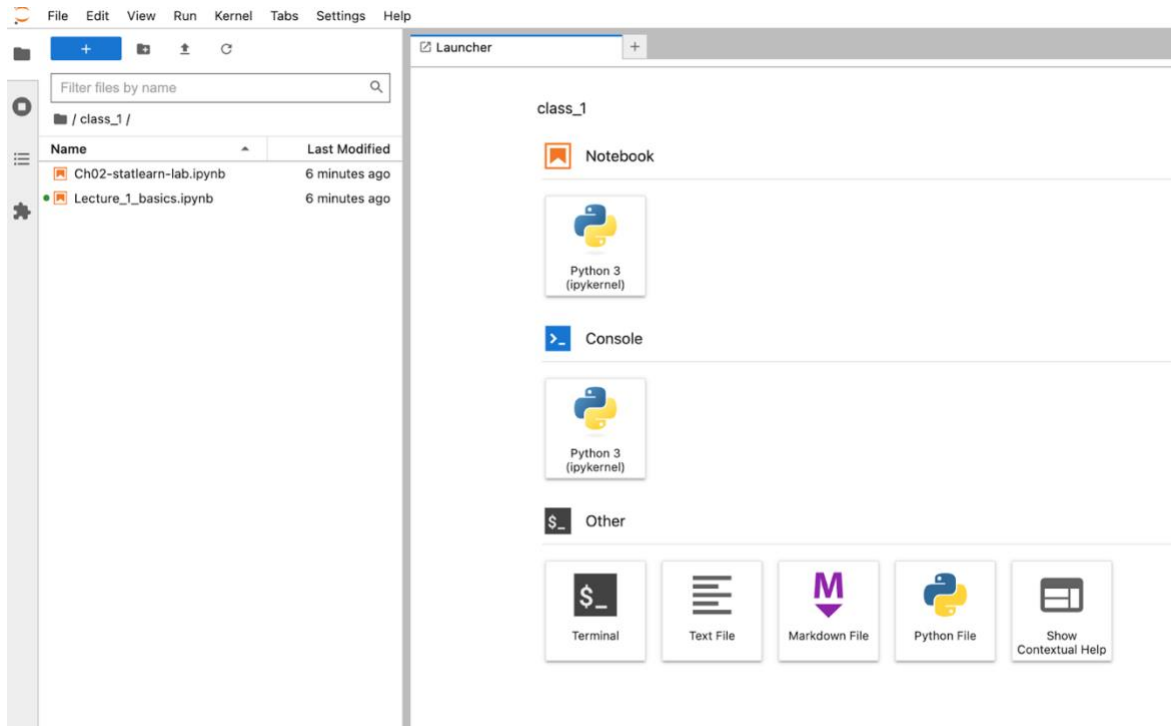 File Edit View Run Kernel Tabs Settings Help
+
Launcher
+
Filter files by name
/ class_1 /
Name Last Modified
Ch02-statlearn-lab.ipynb 6 minutes ago
Lecture_1_basics.ipynb 6 minutes ago
class_1
Notebook
Python 3
(ipykernel)
>_ Console
Python 3
(ipykernel)
$_ Other
$_
Terminal
Text File
M
Markdown File
Python File
Show
Contextual Help